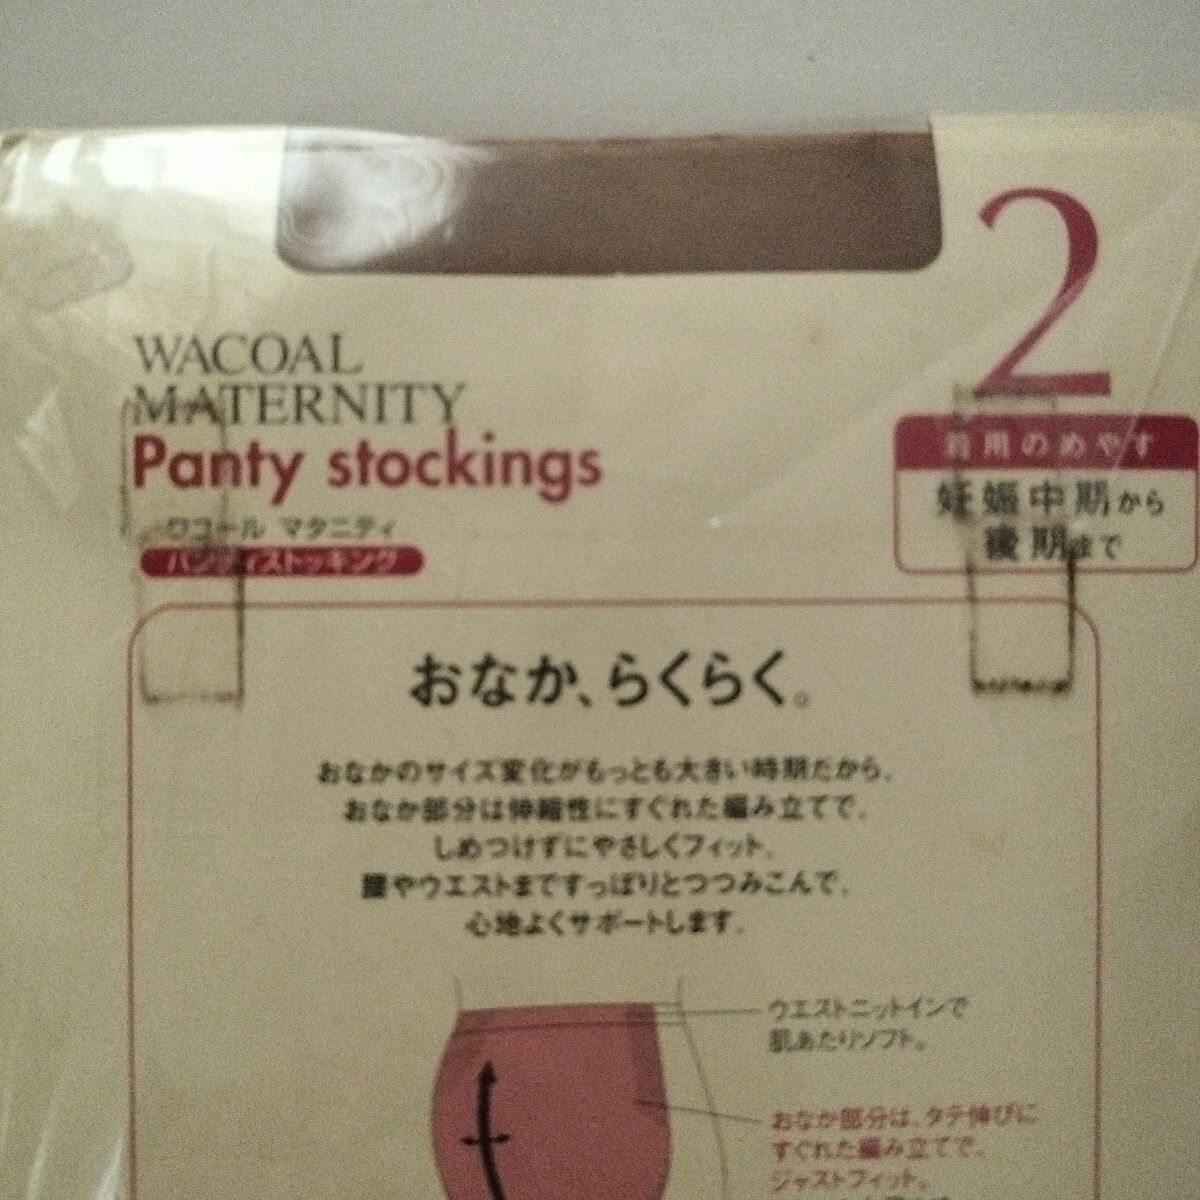 WACOAL
MATERNITY
Panty stockings
ワコール マタニティ
パンティストッキング
2
着用のめやす
妊娠中期から
後期まで
おなか、らくらく。
おなかのサイズ変化がもっとも大きい時期だから、
おなか部分は伸縮性にすぐれた編み立てで、
しめつけずにやさしくフィット。
腰やウエストまですっぽりとつつみこんで、
心地よくサポートします。
ウエストニットインで
肌あたりソフト。
おなか部分は、タテ伸びに
すぐれた編み立てで、
ジャストフィット。